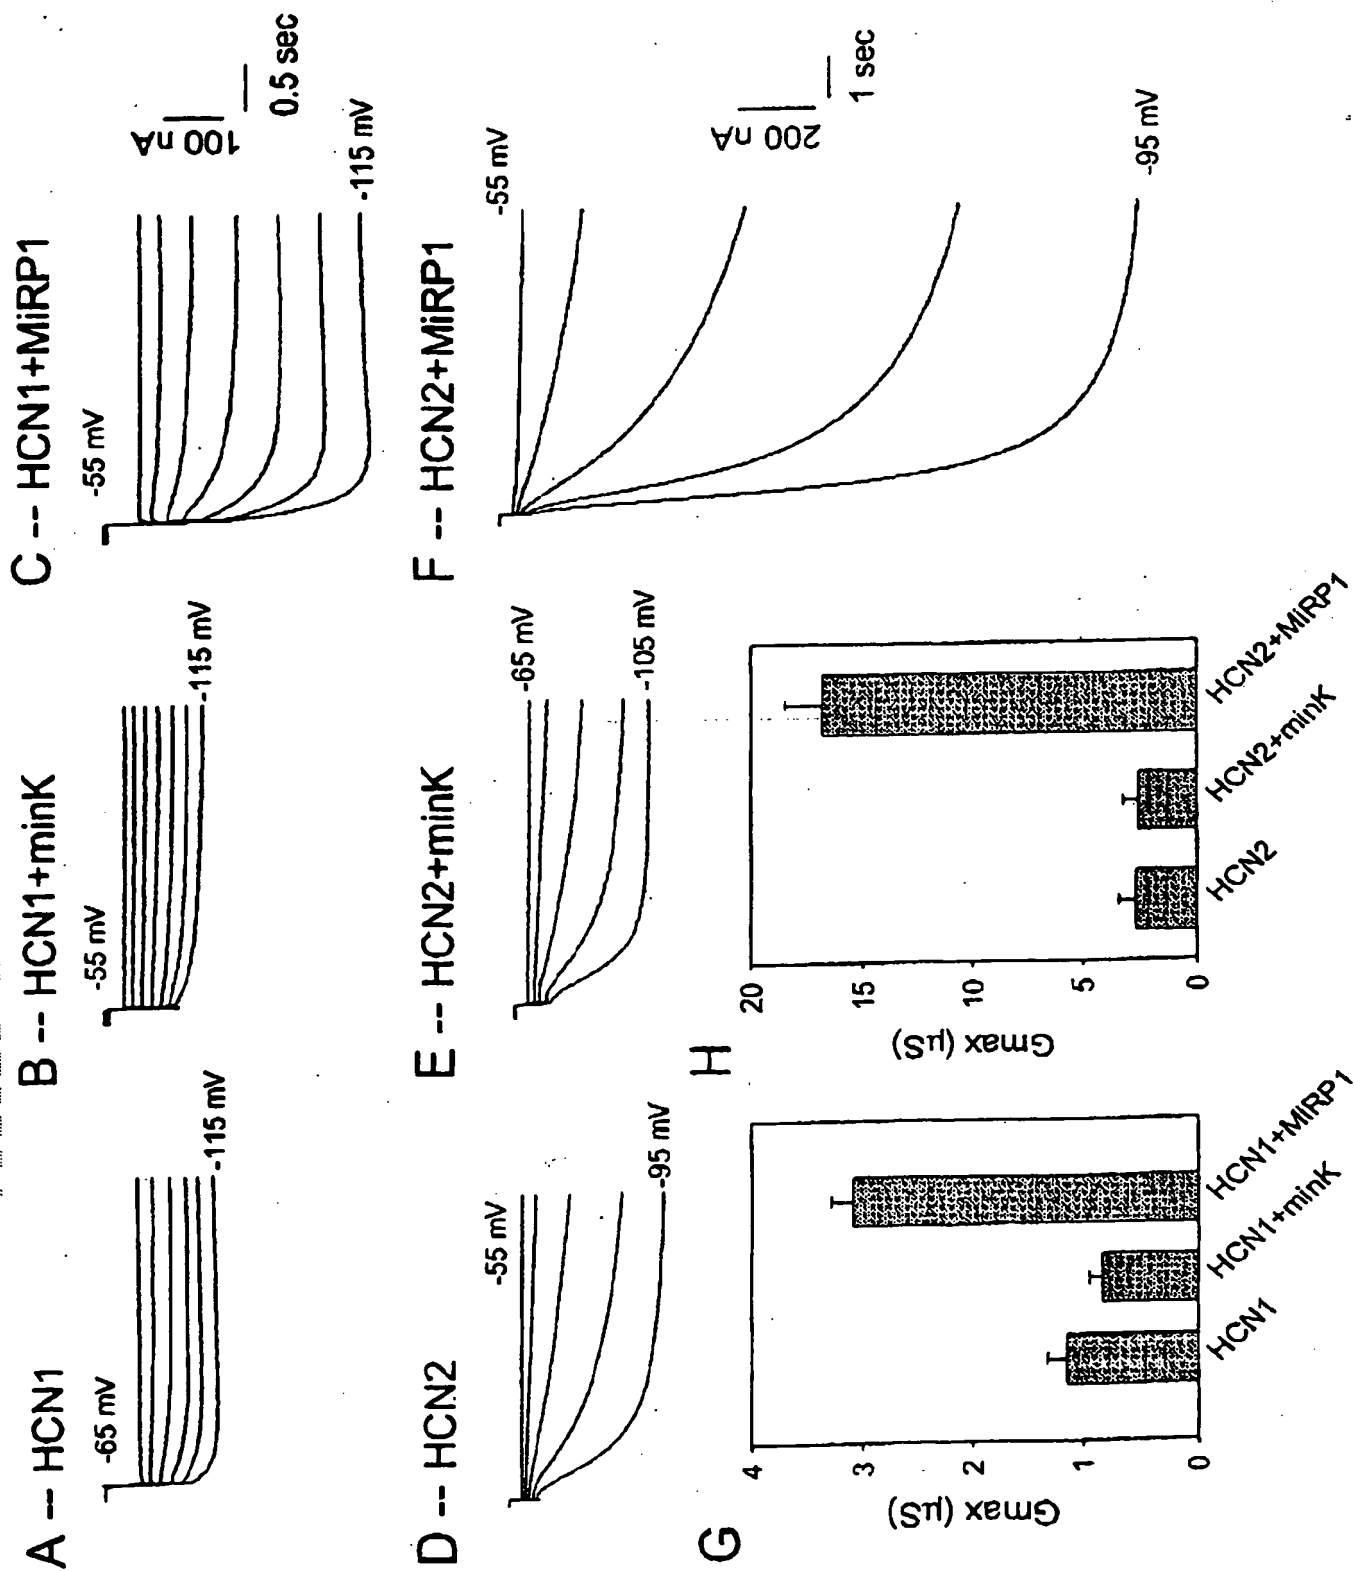 A -- HCN1
-65 mV
-115 mV
B -- HCN1+minK
-55 mV
-115 mV
C -- HCN1+MiRP1
-55 mV
-115 mV
100 nA
0.5 sec
D -- HCN2
-55 mV
-95 mV
E -- HCN2+minK
-65 mV
-105 mV
F -- HCN2+MiRP1
-55 mV
-95 mV
200 nA
1 sec
G
Gmax (µS)
4
3
2
1
0
HCN1
HCN1+minK
HCN1+MiRP1
H
Gmax (µS)
20
15
10
5
0
HCN2
HCN2+minK
HCN2+MiRP1